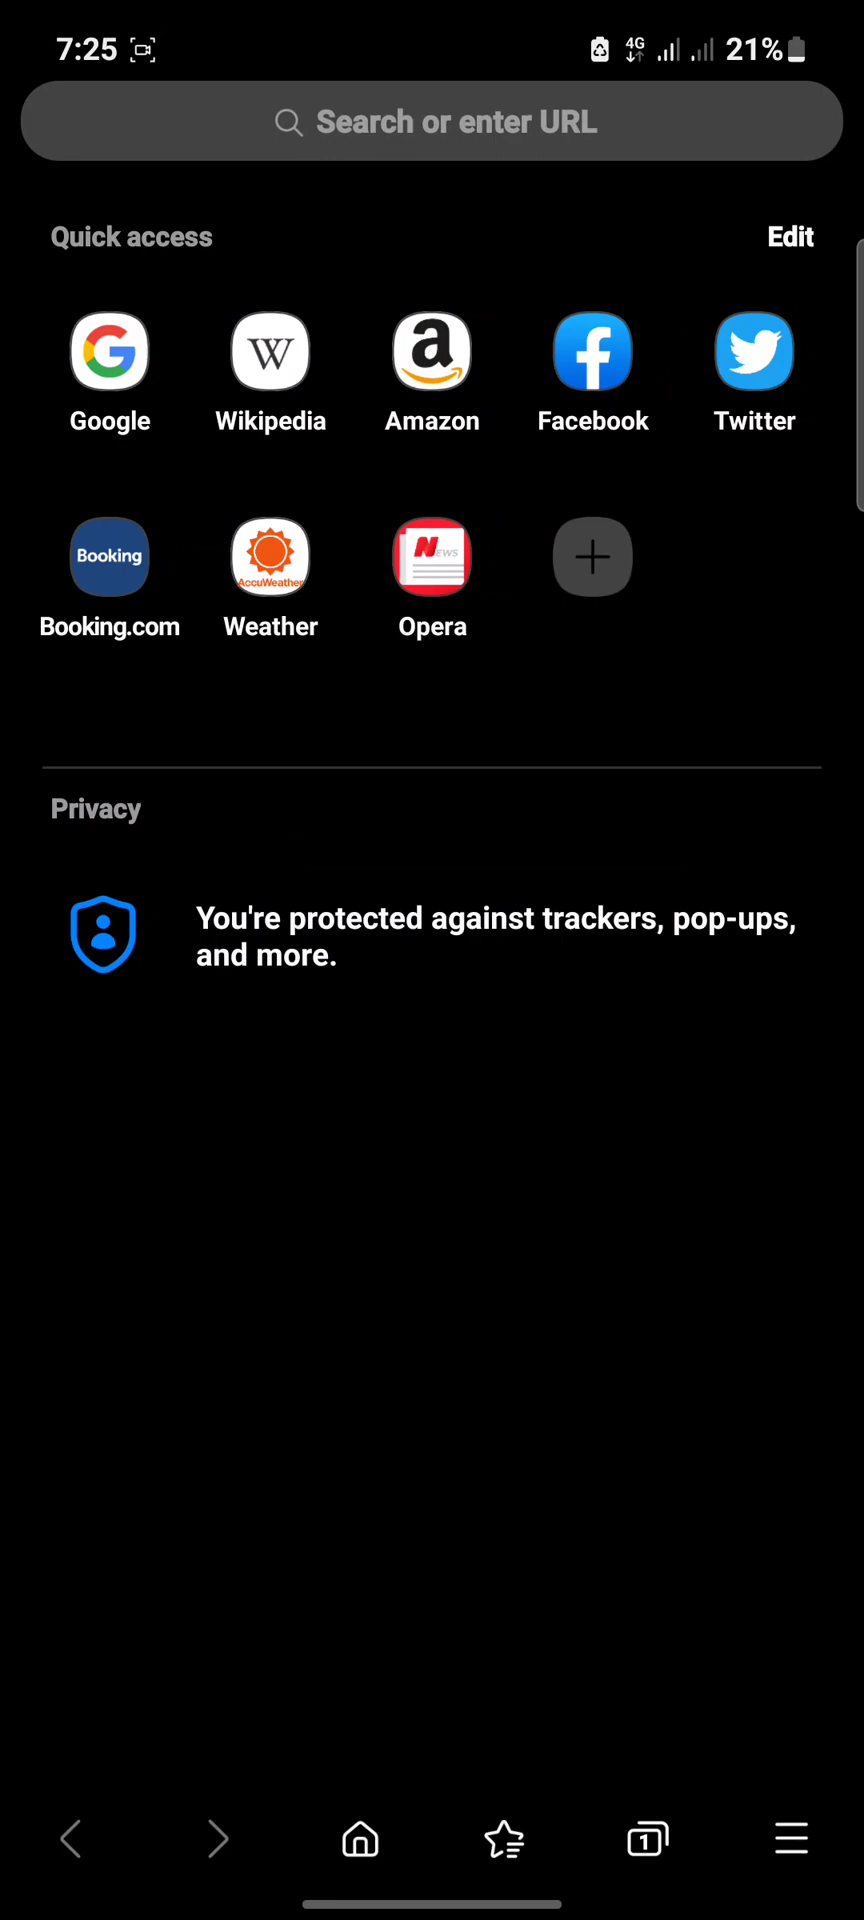 7:25 4G 21%
Search or enter URL
Quick access Edit
G W a f
Google Wikipedia Amazon Facebook Twitter
Booking AccuWeather NEWS
Booking.com Weather Opera
Privacy
You're protected against trackers, pop-ups,
and more.
1